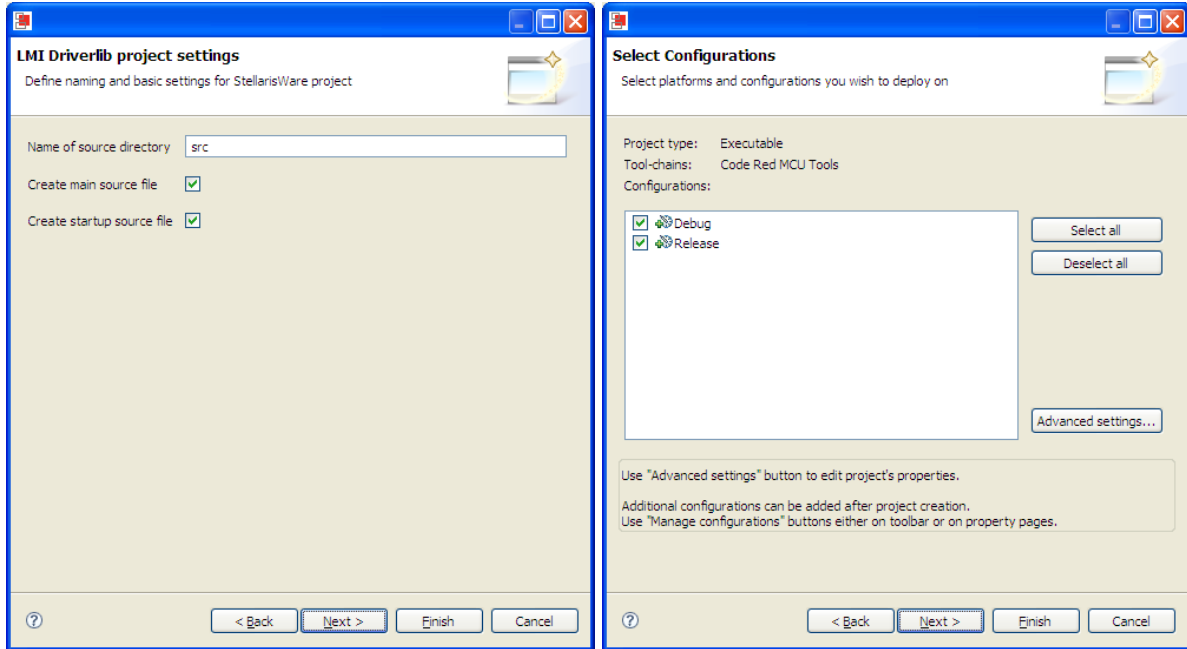 LMI Driverlib project settings
Define naming and basic settings for StellarisWare project
Name of source directory src
Create main source file
Create startup source file
< Back Next > Finish Cancel
Select Configurations
Select platforms and configurations you wish to deploy on
Project type: Executable
Tool-chains: Code Red MCU Tools
Configurations:
Debug
Release
Select all
Deselect all
Advanced settings...
Use "Advanced settings" button to edit project's properties.
Additional configurations can be added after project creation.
Use "Manage configurations" buttons either on toolbar or on property pages.
< Back Next > Finish Cancel